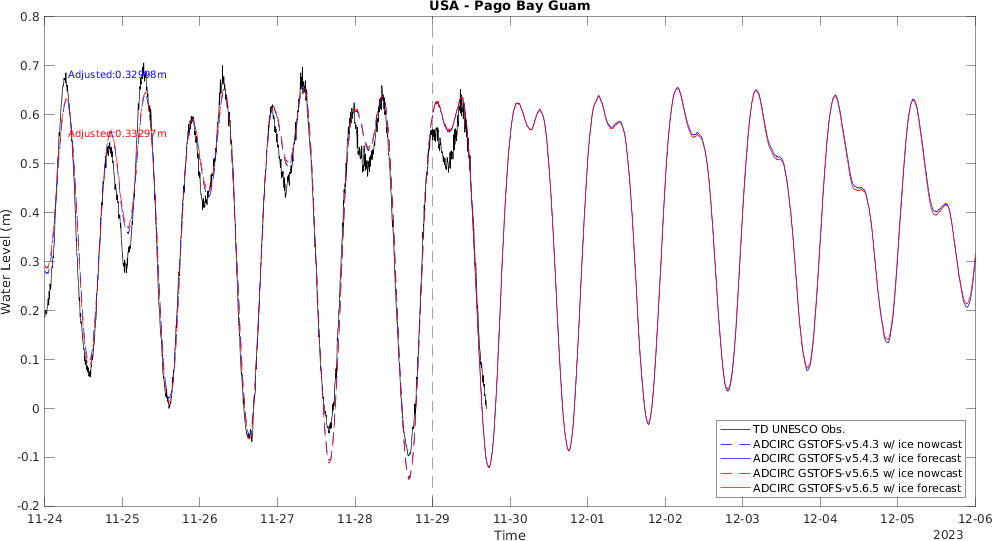 USA - Pago Bay Guam
0.8
0.7
0.6
0.5
0.4
0.3
0.2
0.1
0
-0.1
-0.2
Water Level (m)
Adjusted:0.32998m
Adjusted:0.33297m
TD UNESCO Obs.
ADCIRC GSTOFS-v5.4.3 w/ ice nowcast
ADCIRC GSTOFS-v5.4.3 w/ ice forecast
ADCIRC GSTOFS-v5.6.5 w/ ice nowcast
ADCIRC GSTOFS-v5.6.5 w/ ice forecast
11-24 11-25 11-26 11-27 11-28 11-29 11-30 12-01 12-02 12-03 12-04 12-05 12-06
Time
2023